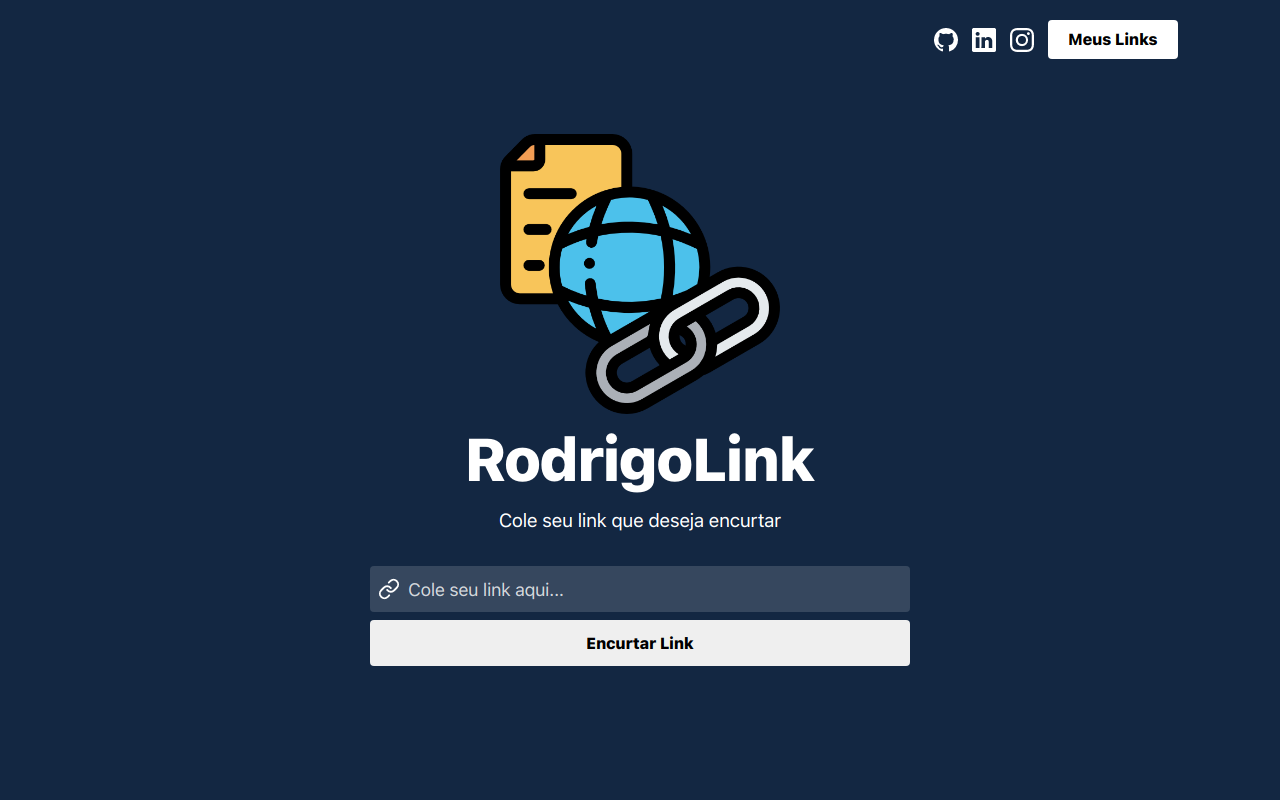 Meus Links
RodrigoLink
Cole seu link que deseja encurtar
Cole seu link aqui...
Encurtar Link